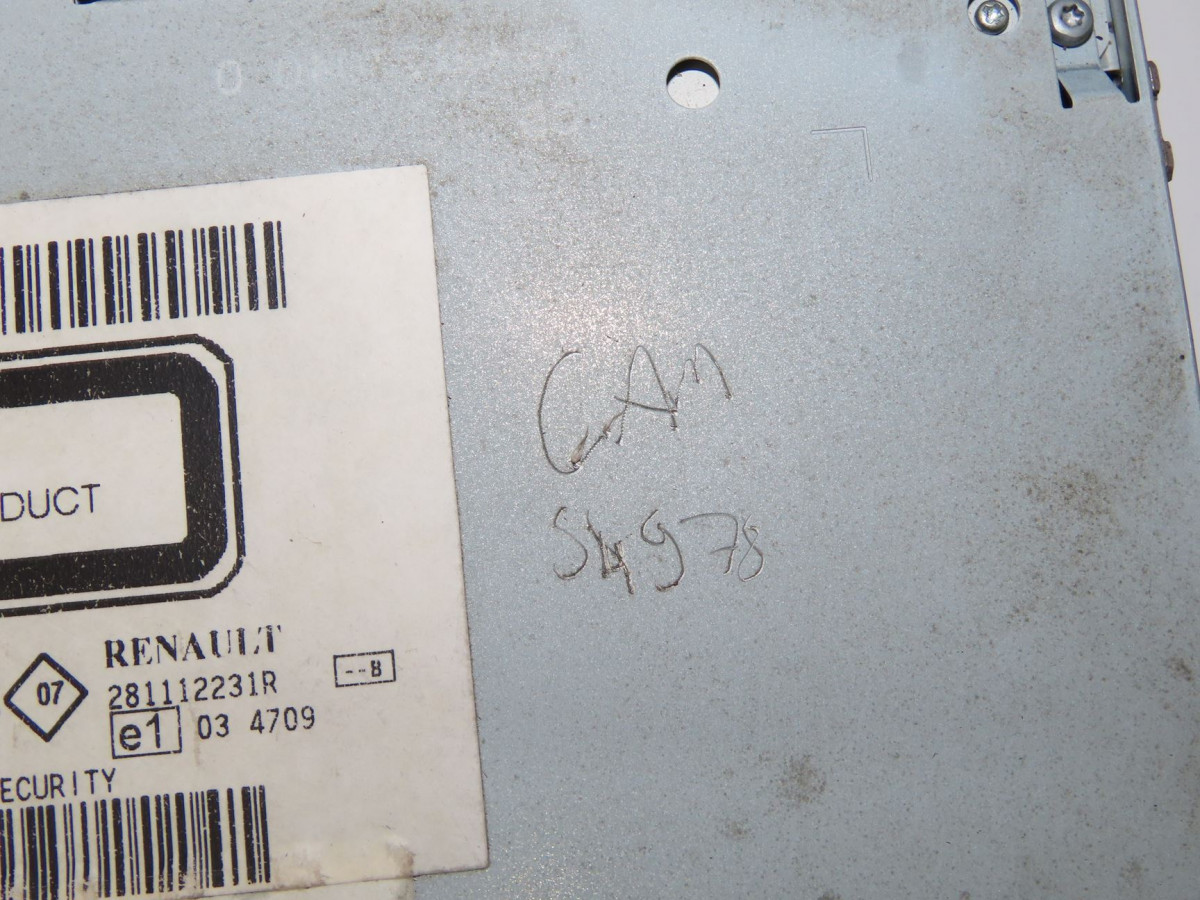 CAM
54978
DUCT
RENAULT
07
281112231R
--B
e1 03 4709
ECURITY